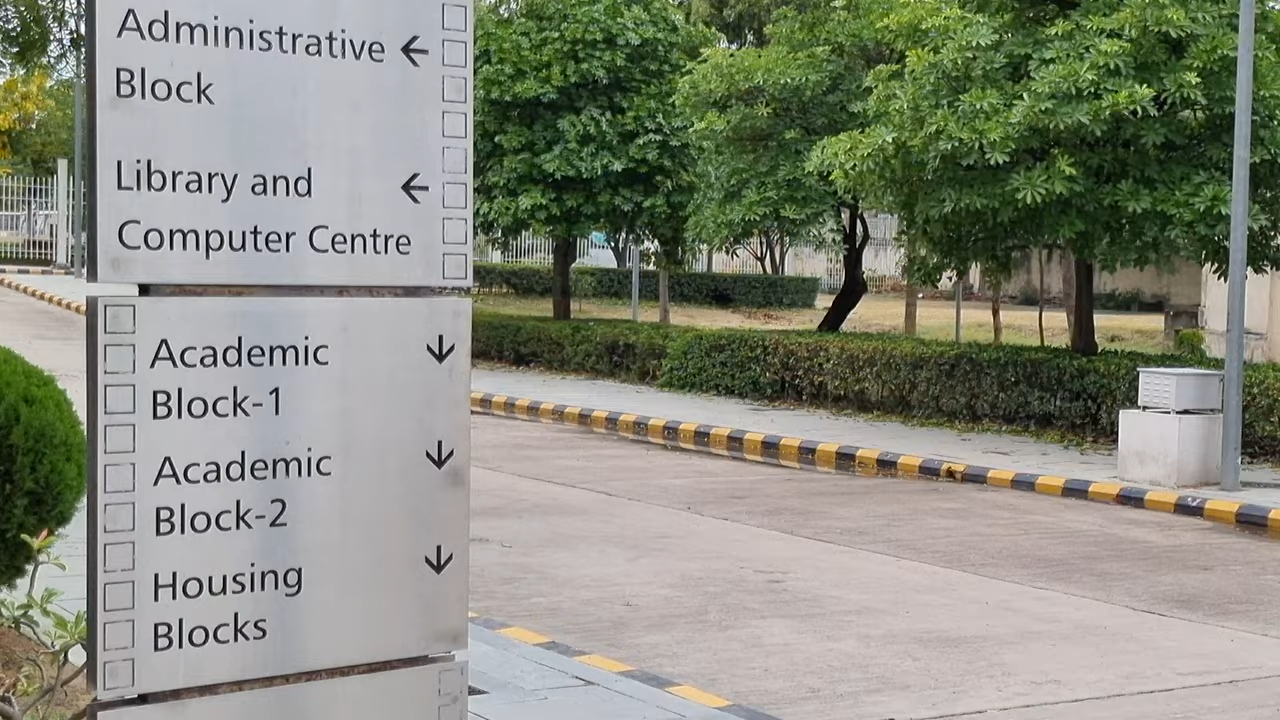 Administrative ←
Block
Library and ←
Computer Centre
Academic ↓
Block-1
Academic ↓
Block-2
Housing ↓
Blocks